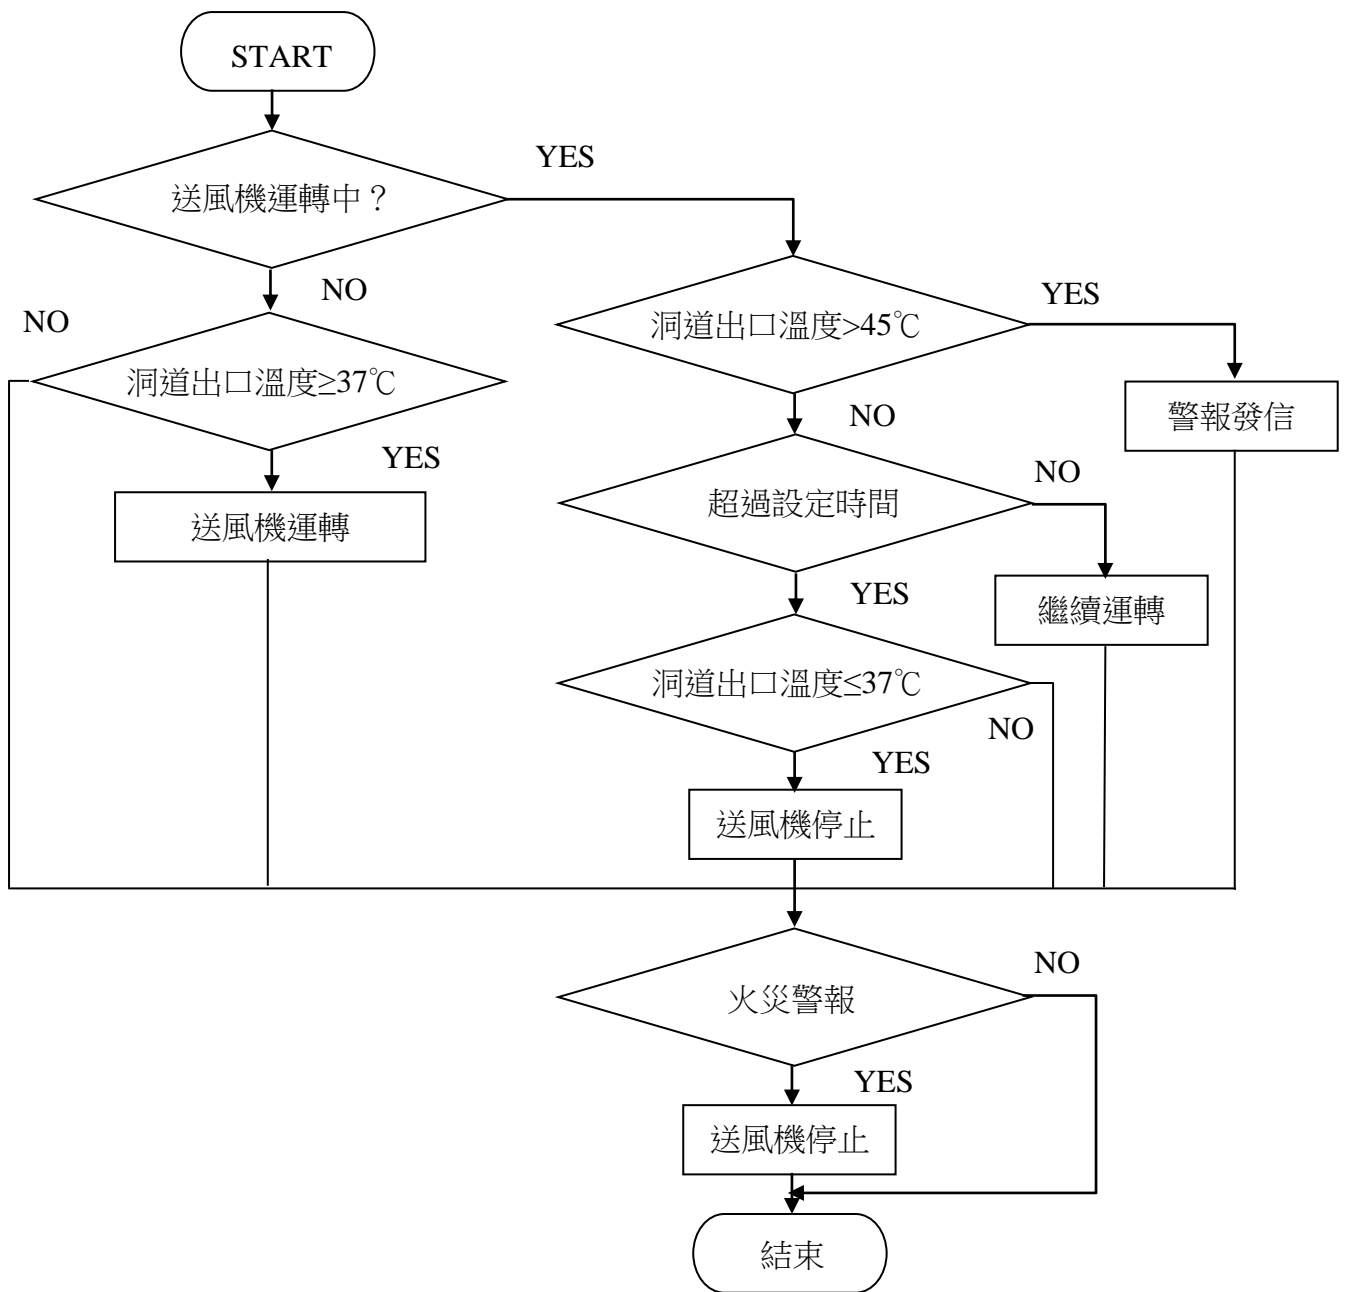 START
送風機運轉中？
YES
NO
洞道出口溫度>45℃
YES
NO
洞道出口溫度≥37℃
NO
警報發信
YES
超過設定時間
NO
送風機運轉
YES
繼續運轉
洞道出口溫度≤37℃
NO
YES
送風機停止
火災警報
NO
YES
送風機停止
結束